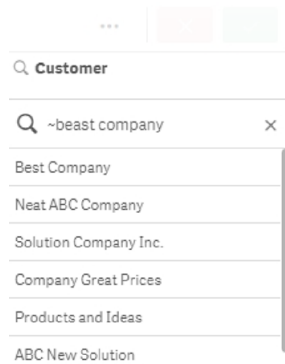 Customer
~beast company
Best Company
Neat ABC Company
Solution Company Inc.
Company Great Prices
Products and Ideas
ABC New Solution